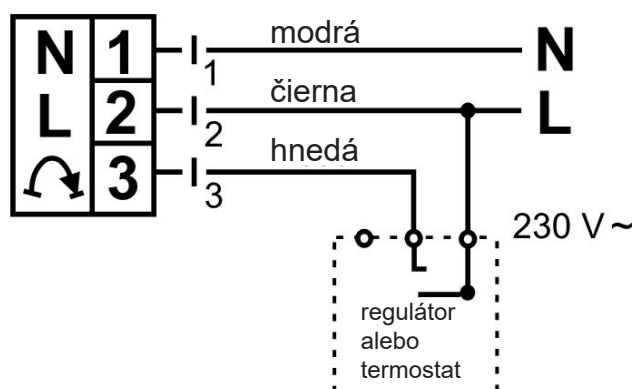 N 1 1 modrá N
L 2 2 čierna L
3 3 hnedá
230 V ~
regulátor
alebo
termostat